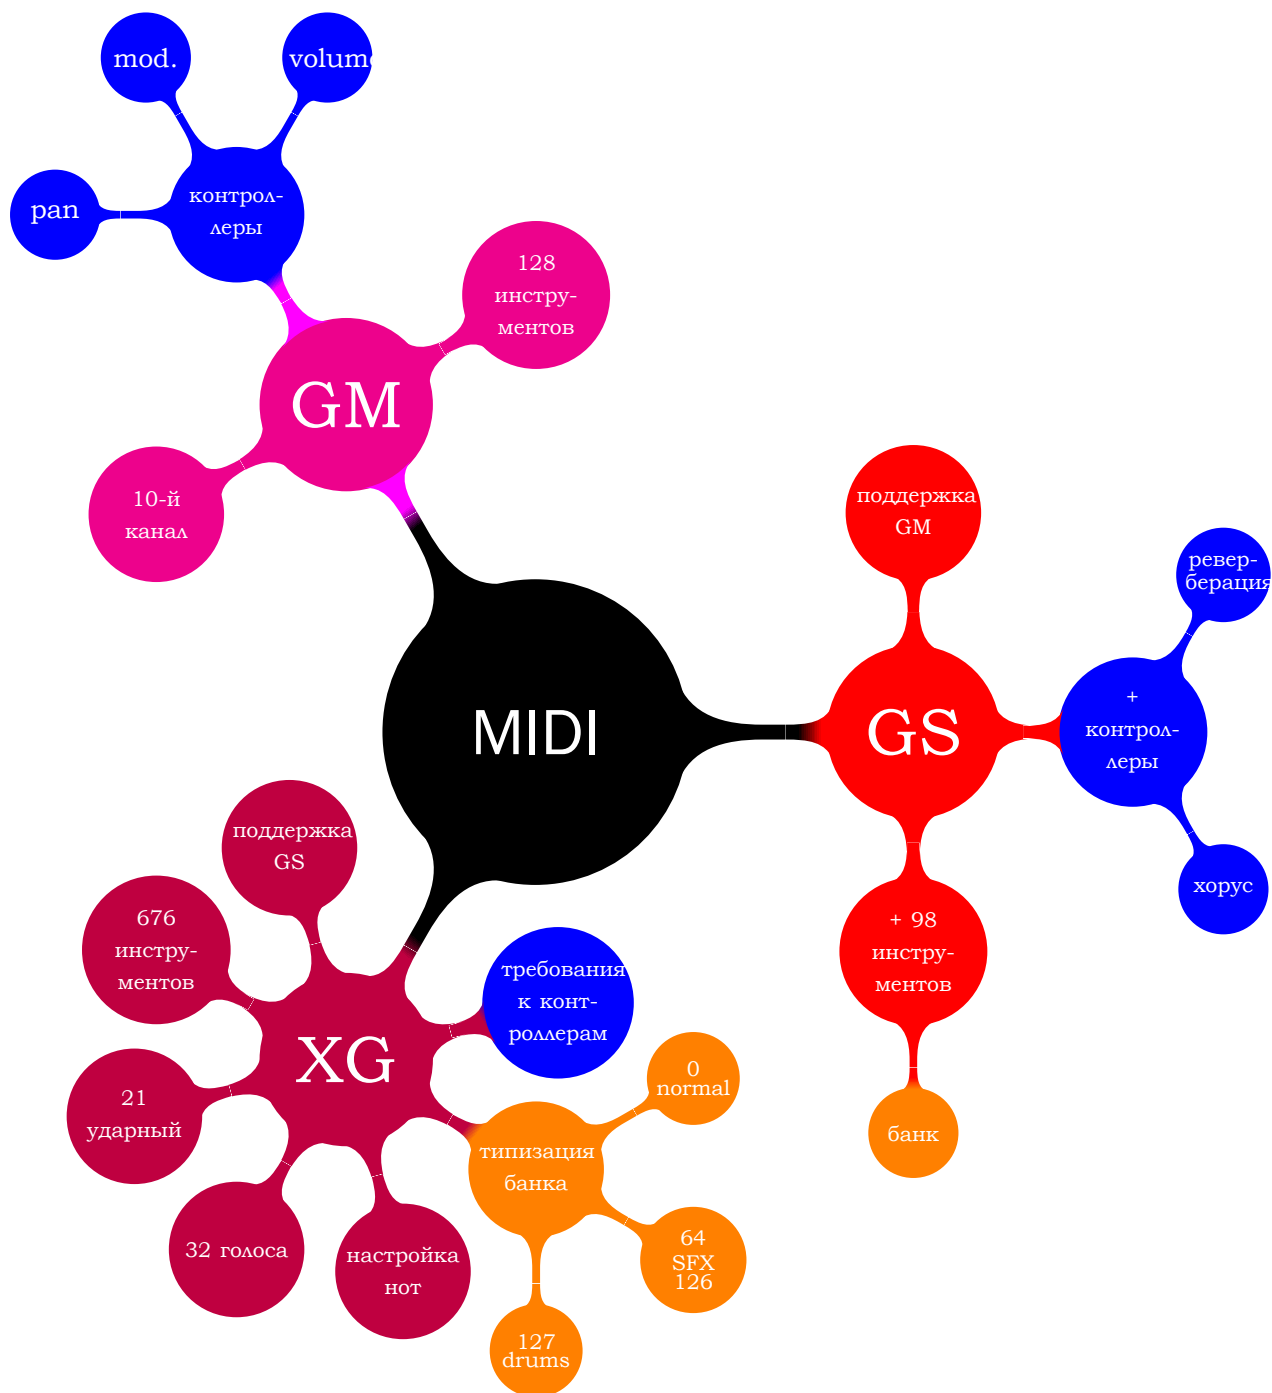 mod.
volume
pan
контрол-
леры
128
инстру-
ментов
GM
10-й
канал
поддержка
GM
ревер-
берация
MIDI
GS
+
контрол-
леры
хорус
+ 98
инстру-
ментов
банк
поддержка
GS
676
инстру-
ментов
требования
к конт-
роллерам
XG
21
ударный
32 голоса
настройка
нот
типизация
банка
0
normal
64
SFX
126
127
drums